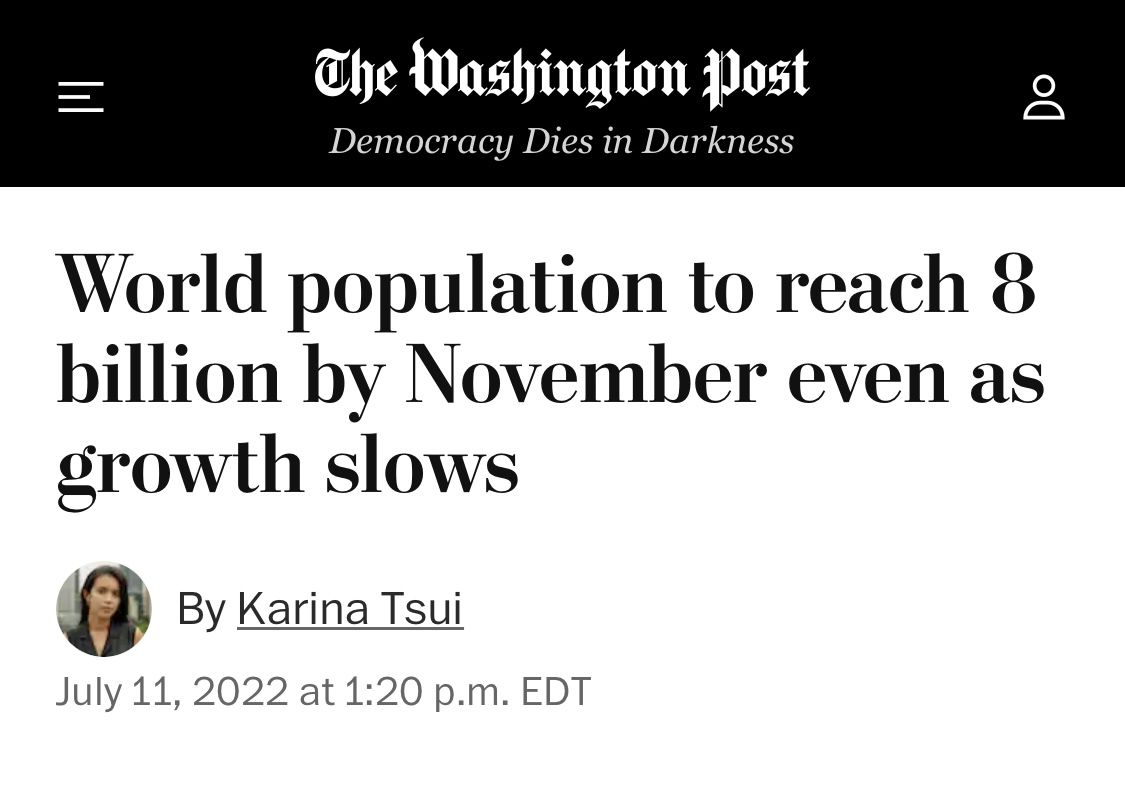 The Washington Post
Democracy Dies in Darkness
World population to reach 8
billion by November even as
growth slows
By Karina Tsui
July 11, 2022 at 1:20 p.m. EDT